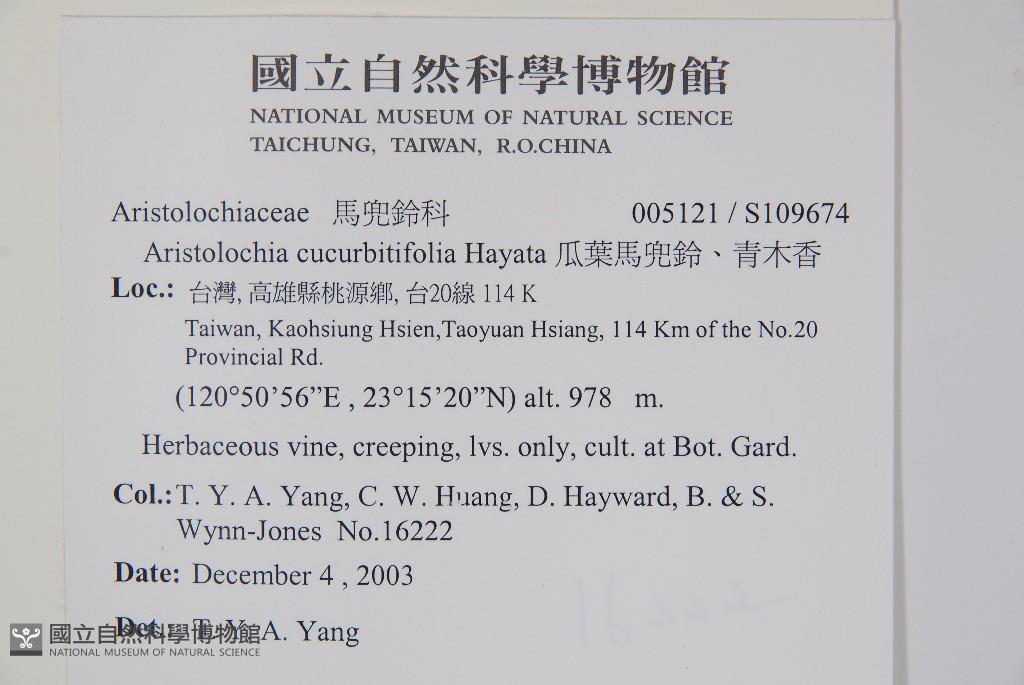 國立自然科學博物館
NATIONAL MUSEUM OF NATURAL SCIENCE
TAICHUNG, TAIWAN, R.O.CHINA
Aristolochiaceae 馬兜鈴科 005121 / S109674
Aristolochia cucurbitifolia Hayata 瓜葉馬兜鈴、青木香
Loc.: 台灣, 高雄縣桃源鄉, 台20線 114 K
Taiwan, Kaohsiung Hsien,Taoyuan Hsiang, 114 Km of the No.20
Provincial Rd.
(120°50’56”E , 23°15’20”N) alt. 978 m.
Herbaceous vine, creeping, lvs. only, cult. at Bot. Gard.
Col.: T. Y. A. Yang, C. W. Huang, D. Hayward, B. & S.
Wynn-Jones No.16222
Date: December 4 , 2003
Det.: T. Y. A. Yang
國立自然科學博物館
NATIONAL MUSEUM OF NATURAL SCIENCE